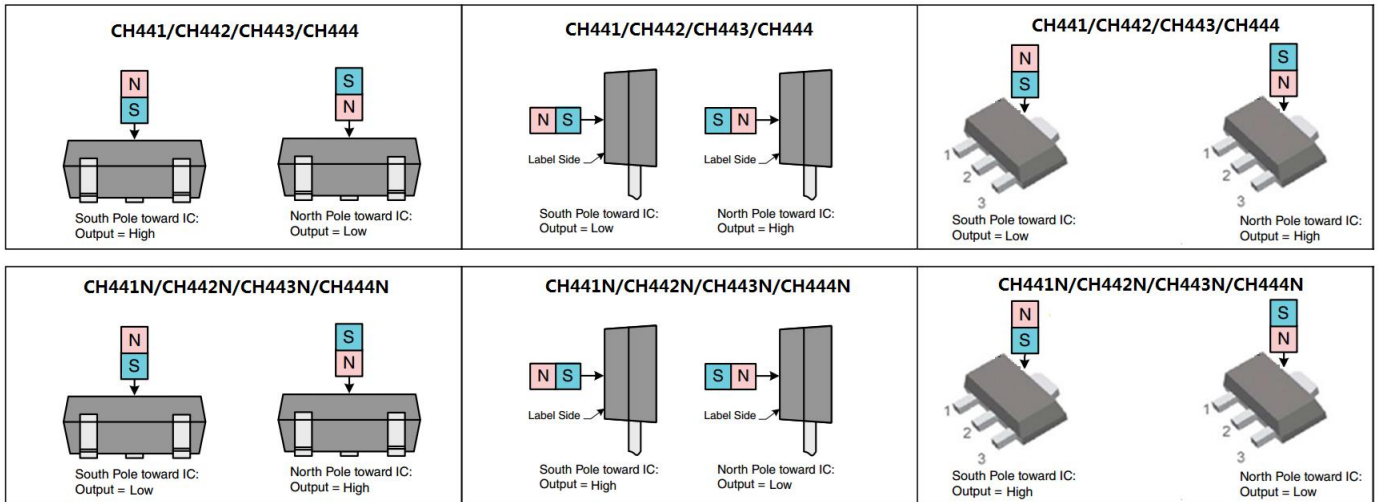 CH441/CH442/CH443/CH444
N
S
S
N
South Pole toward IC:
Output = High
North Pole toward IC:
Output = Low
CH441/CH442/CH443/CH444
N S
S N
Label Side
Label Side
South Pole toward IC:
Output = Low
North Pole toward IC:
Output = High
CH441/CH442/CH443/CH444
N
S
S
N
1
2
3
1
2
3
South Pole toward IC:
Output = Low
North Pole toward IC:
Output = High
CH441N/CH442N/CH443N/CH444N
N
S
S
N
South Pole toward IC:
Output = Low
North Pole toward IC:
Output = High
CH441N/CH442N/CH443N/CH444N
N S
S N
Label Side
Label Side
South Pole toward IC:
Output = High
North Pole toward IC:
Output = Low
CH441N/CH442N/CH443N/CH444N
N
S
S
N
1
2
3
1
2
3
South Pole toward IC:
Output = High
North Pole toward IC:
Output = Low